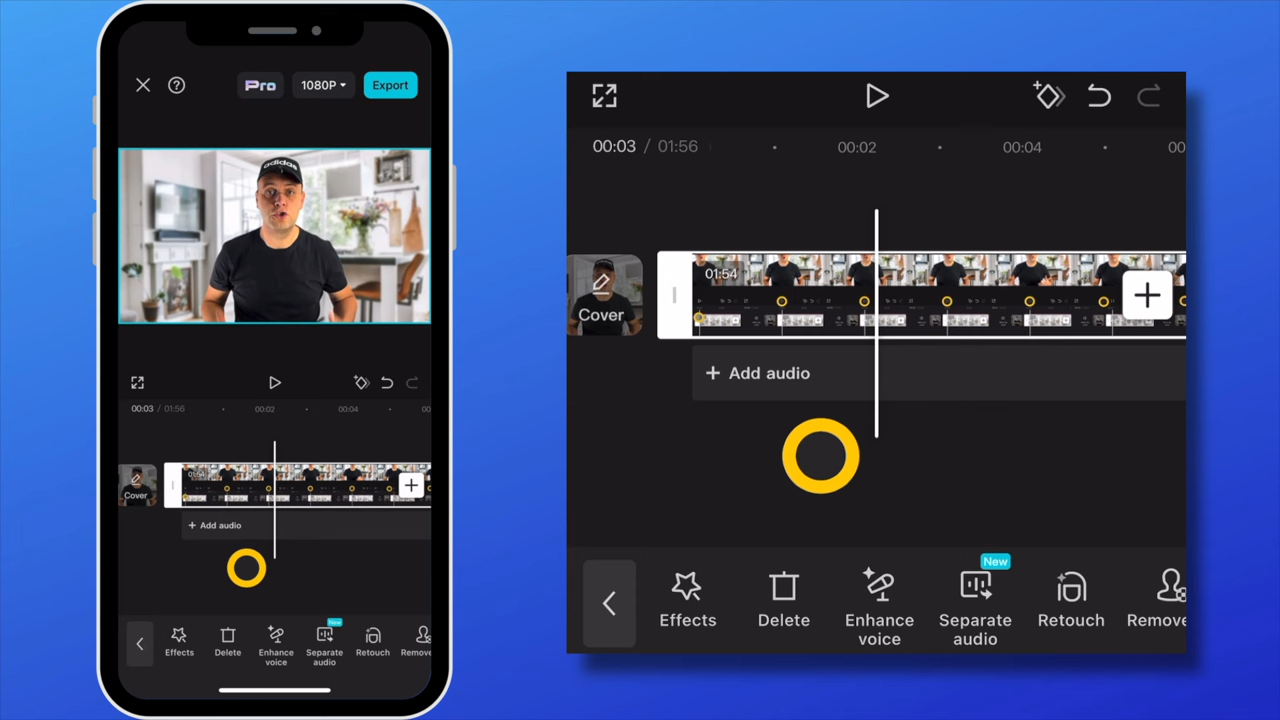 Pro
1080P
Export
adidas
00:03 / 01:56
00:02
00:04
00
01:54
Cover
+ Add audio
Effects
Delete
Enhance
voice
New
Separate
audio
Retouch
Remove
00:03 / 01:56
00:02
00:04
00
01:54
Cover
+ Add audio
Effects
Delete
Enhance
voice
New
Separate
audio
Retouch
Remove